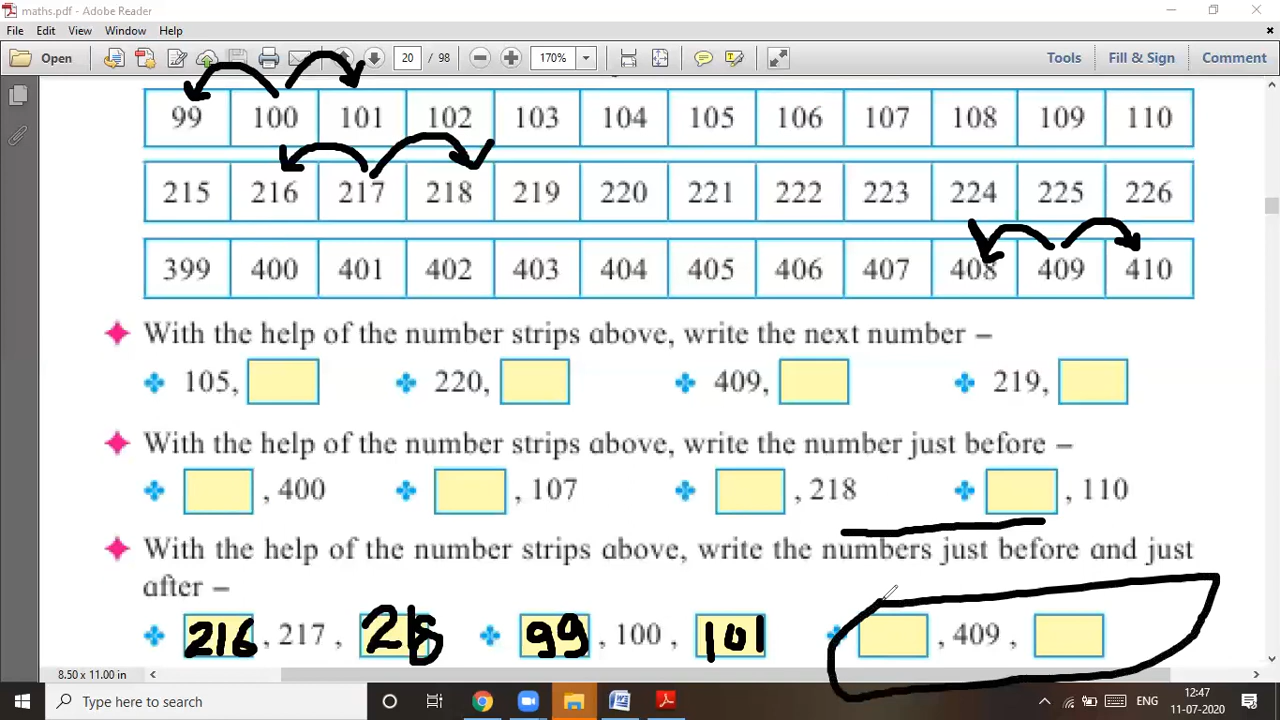 maths.pdf - Adobe Reader
File Edit View Window Help
Open 20 / 98 170% Tools Fill & Sign Comment
99 100 101 102 103 104 105 106 107 108 109 110
215 216 217 218 219 220 221 222 223 224 225 226
399 400 401 402 403 404 405 406 407 408 409 410
With the help of the number strips above, write the next number –
105, 220, 409, 219,
With the help of the number strips above, write the number just before –
, 400 , 107 , 218 , 110
With the help of the number strips above, write the numbers just before and just
after –
216 , 217 , 218 99 , 100 , 101 , 409 ,
8.50 x 11.00 in
Type here to search ENG 12:47
11-07-2020